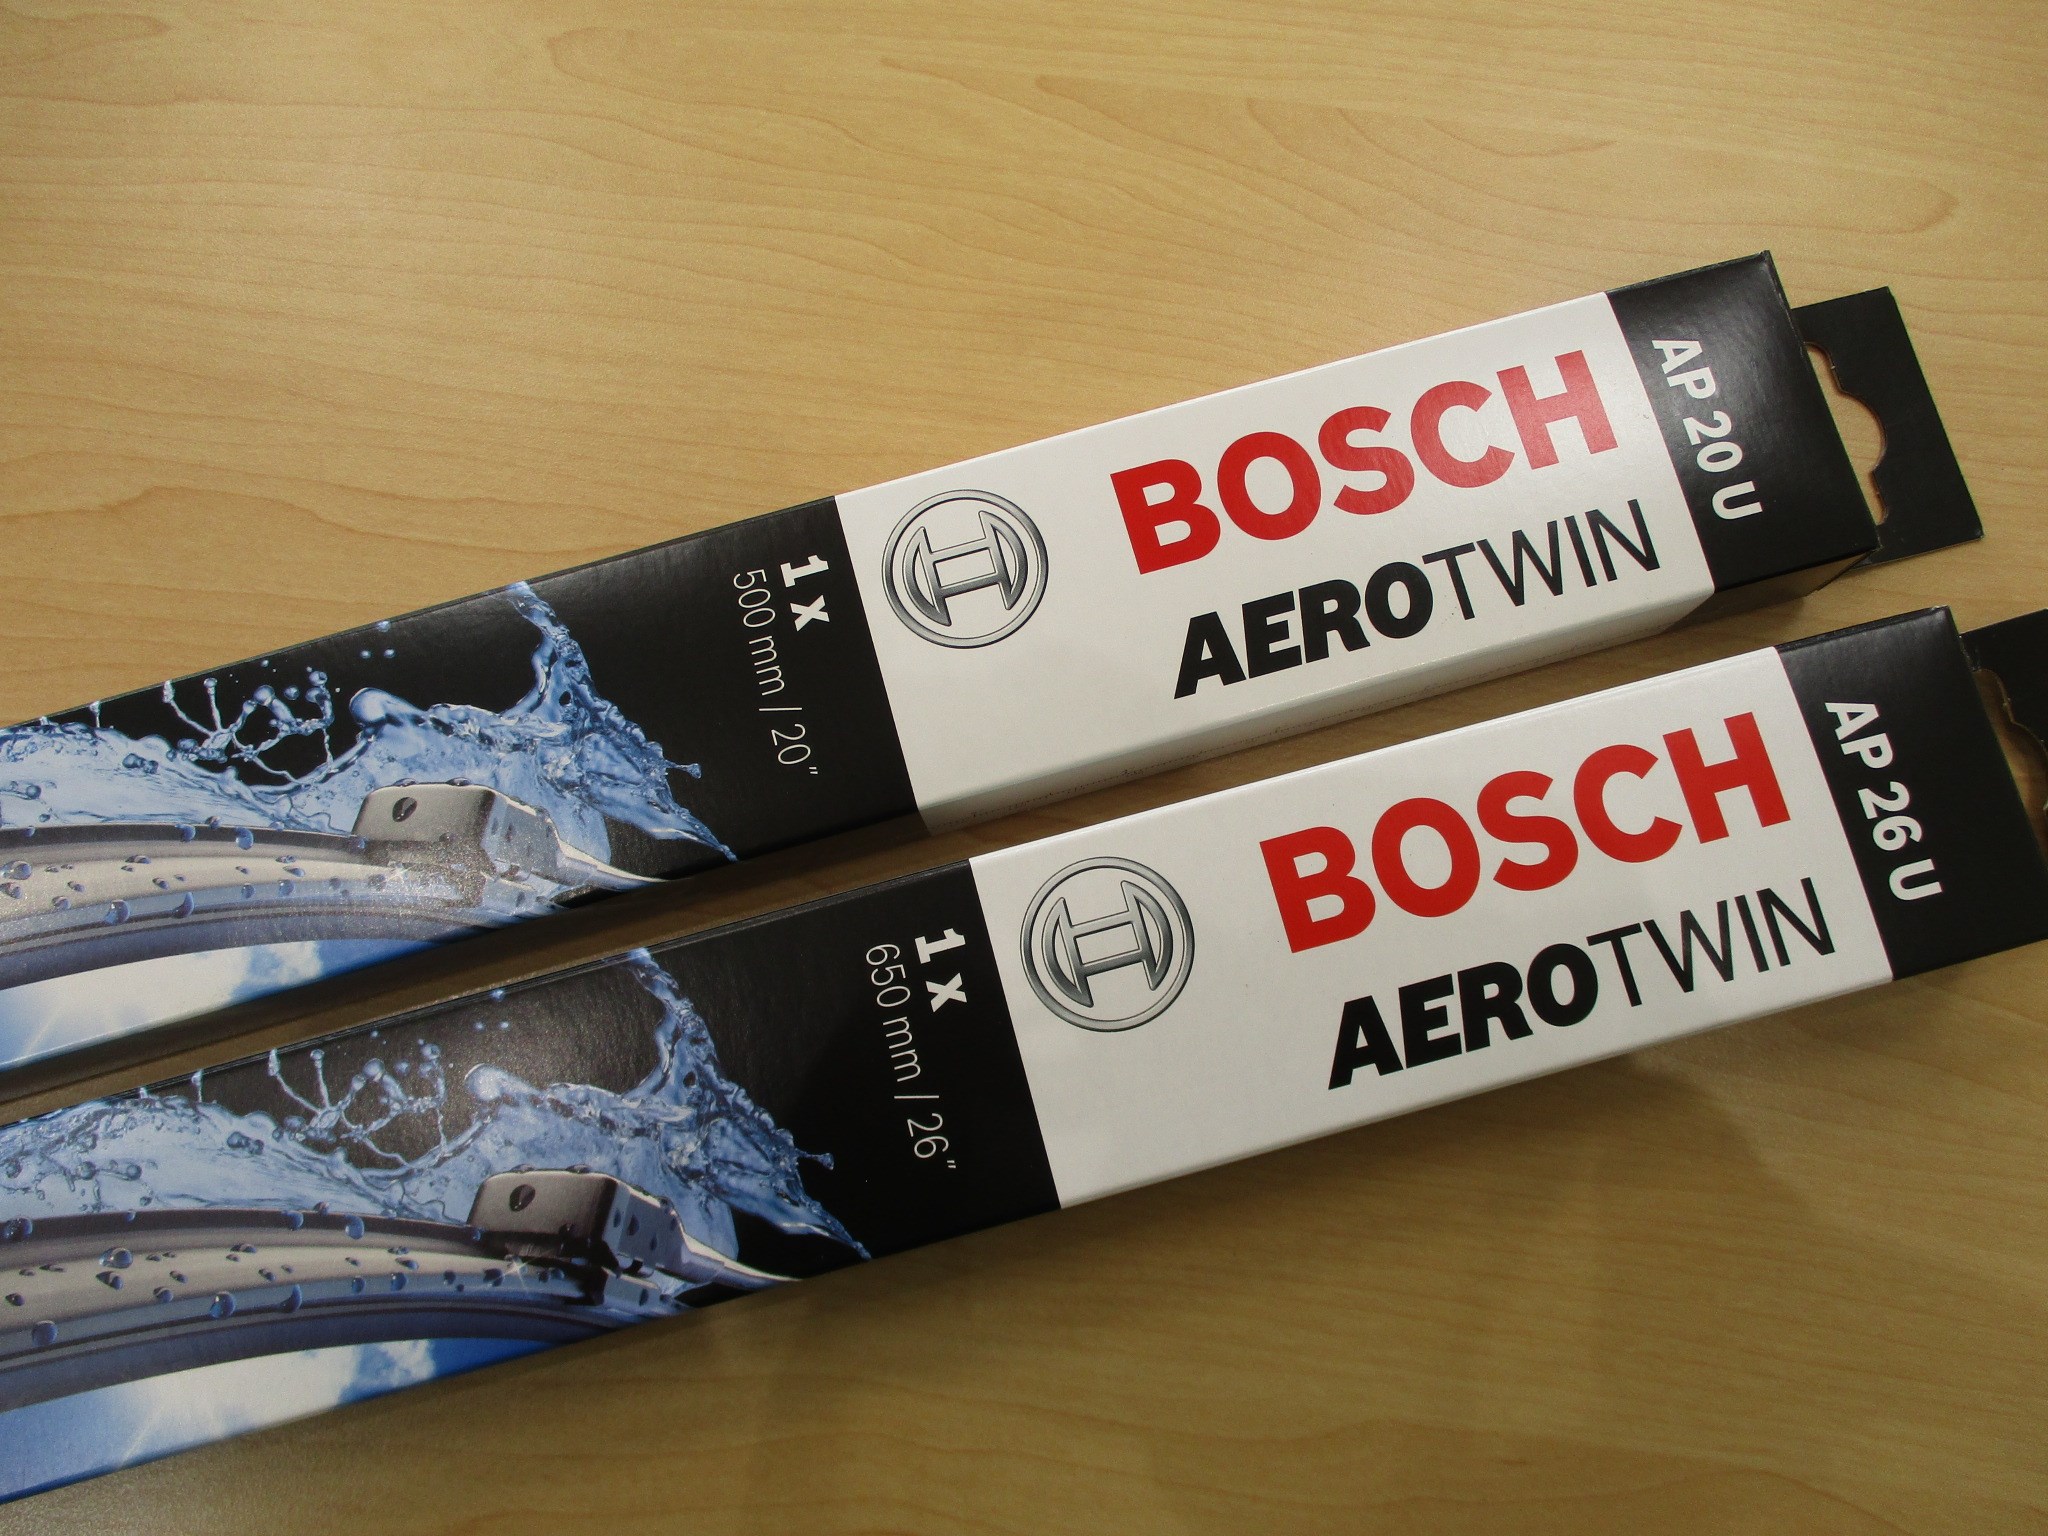 AP 20 U
BOSCH
AEROTWIN
1 x
500 mm / 20"
AP 26 U
BOSCH
AEROTWIN
1 x
650 mm / 26"